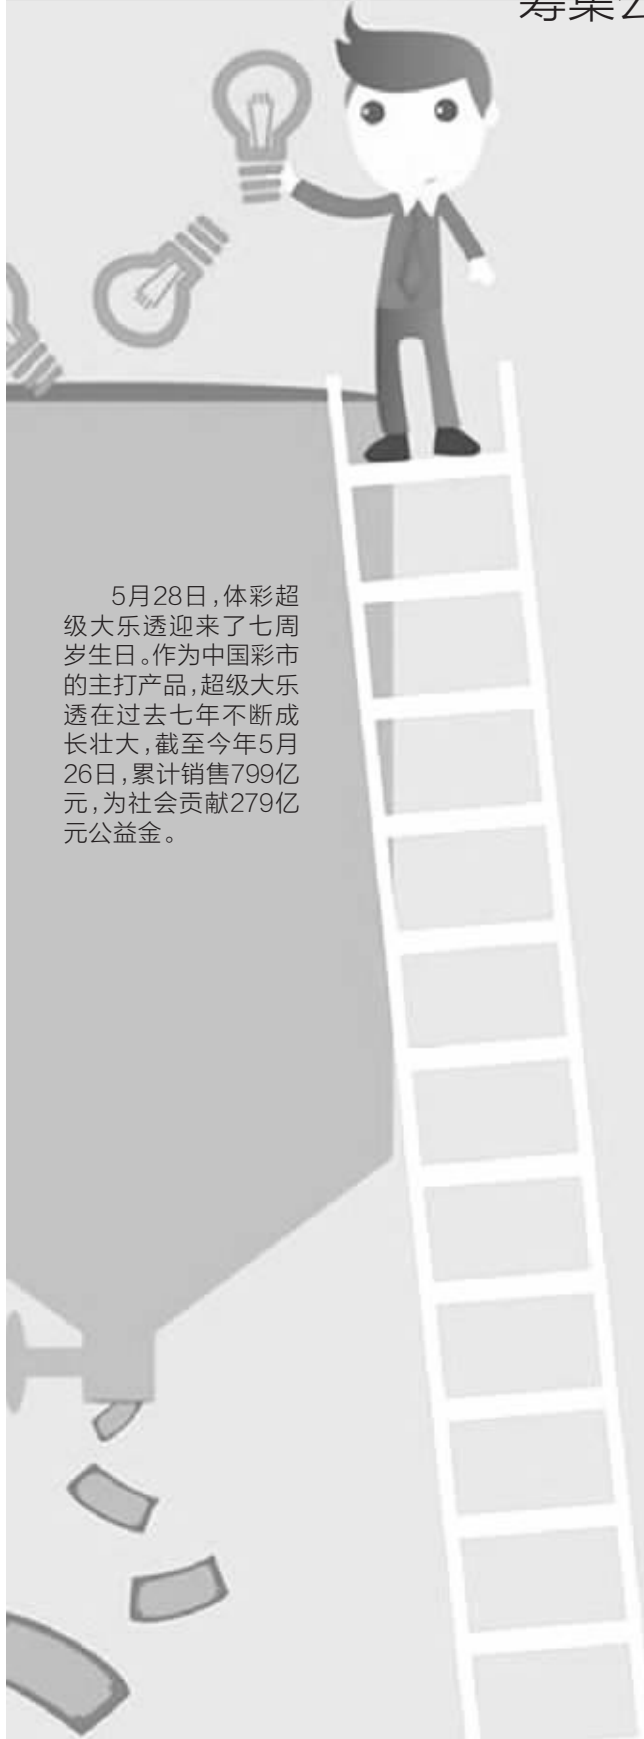 筹集公
5月28日,体彩超
级大乐透迎来了七周
岁生日。作为中国彩市
的主打产品,超级大乐
透在过去七年不断成
长壮大,截至今年5月
26日,累计销售799亿
元,为社会贡献279亿
元公益金。